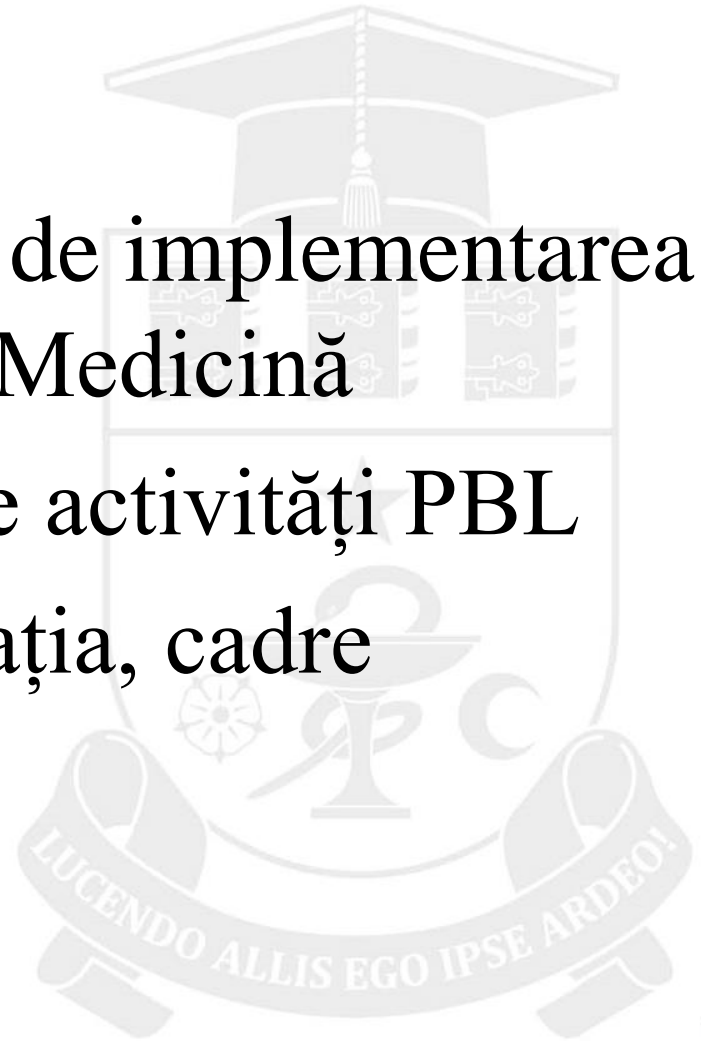 de implementarea
Medicină
activități PBL
ația, cadre
LUCENDO ALLIS EGO IPSE ARDEO!